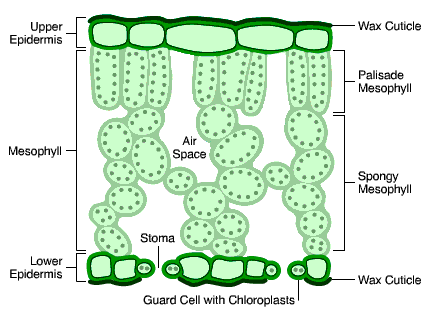 Upper
Epidermis
Wax Cuticle
Palisade
Mesophyll
Mesophyll
Air
Space
Spongy
Mesophyll
Stoma
Lower
Epidermis
Wax Cuticle
Guard Cell with Chloroplasts